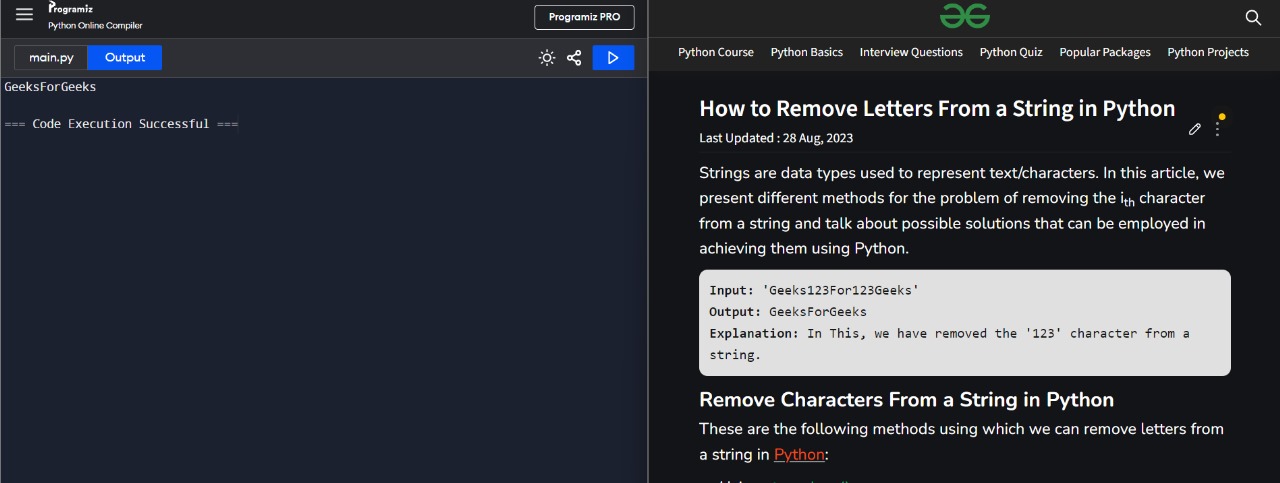 Programiz
Python Online Compiler
Programiz PRO
main.py
Output
GeeksForGeeks
=== Code Execution Successful ===
Python Course
Python Basics
Interview Questions
Python Quiz
Popular Packages
Python Projects
How to Remove Letters From a String in Python
Last Updated : 28 Aug, 2023
Strings are data types used to represent text/characters. In this article, we
present different methods for the problem of removing the ith character
from a string and talk about possible solutions that can be employed in
achieving them using Python.
Input: 'Geeks123For123Geeks'
Output: GeeksForGeeks
Explanation: In This, we have removed the '123' character from a
string.
Remove Characters From a String in Python
These are the following methods using which we can remove letters from
a string in Python: